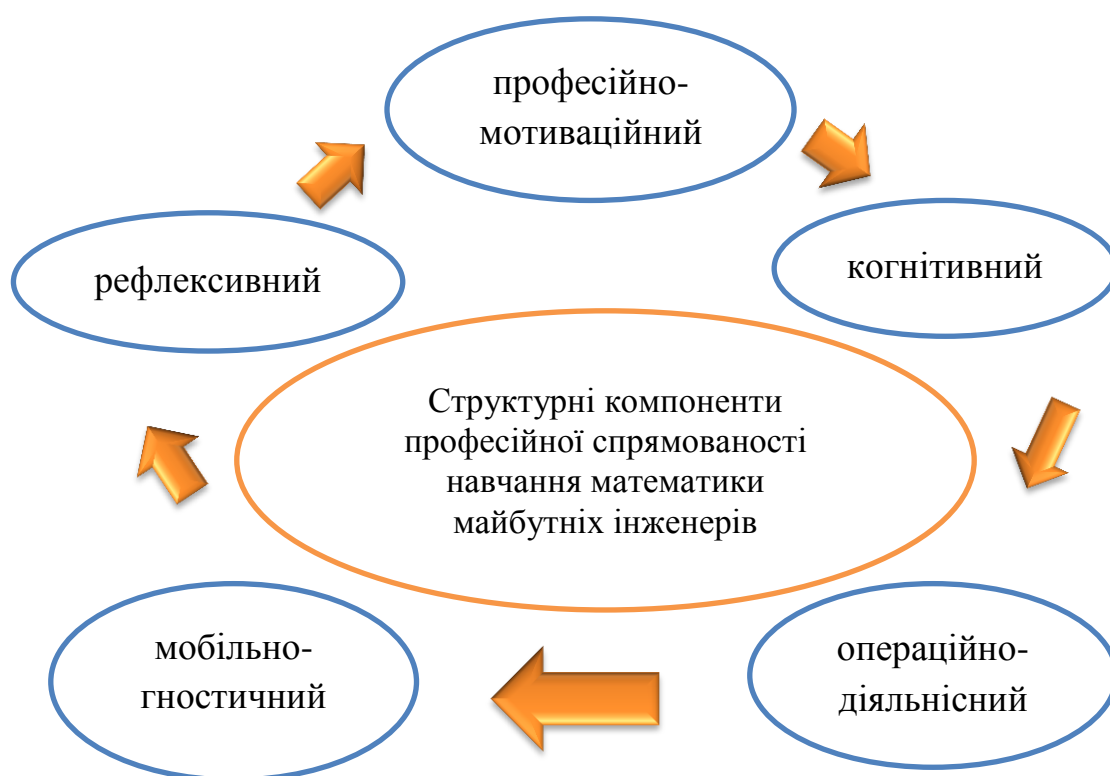 професійно-
мотиваційний
рефлексивний
когнітивний
Структурні компоненти
професійної спрямованості
навчання математики
майбутніх інженерів
мобільно-
гностичний
операційно-
діяльнісний